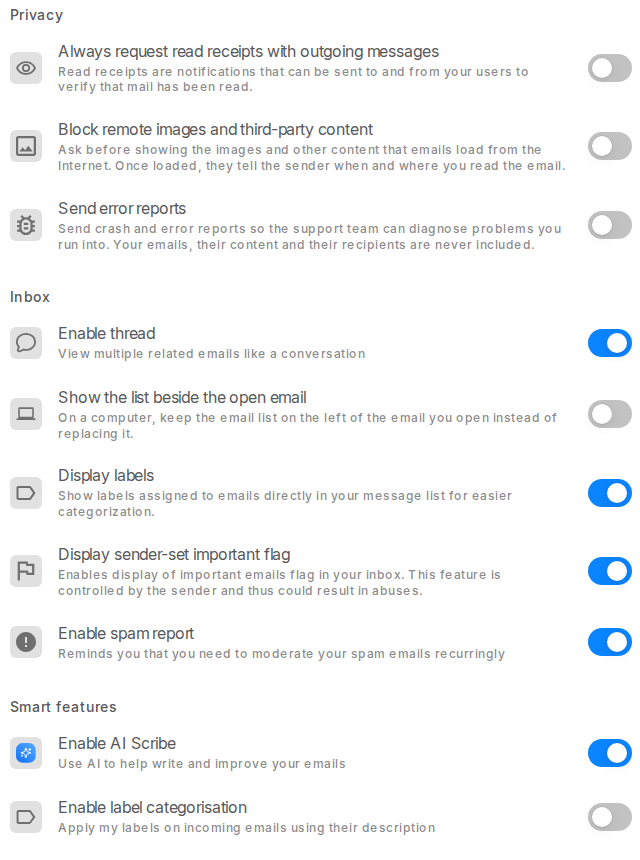 Privacy
Always request read receipts with outgoing messages
Read receipts are notifications that can be sent to and from your users to
verify that mail has been read.
Block remote images and third-party content
Ask before showing the images and other content that emails load from the
Internet. Once loaded, they tell the sender when and where you read the email.
Send error reports
Send crash and error reports so the support team can diagnose problems you
run into. Your emails, their content and their recipients are never included.
Inbox
Enable thread
View multiple related emails like a conversation
Show the list beside the open email
On a computer, keep the email list on the left of the email you open instead of
replacing it.
Display labels
Show labels assigned to emails directly in your message list for easier
categorization.
Display sender-set important flag
Enables display of important emails flag in your inbox. This feature is
controlled by the sender and thus could result in abuses.
Enable spam report
Reminds you that you need to moderate your spam emails recurringly
Smart features
Enable AI Scribe
Use AI to help write and improve your emails
Enable label categorisation
Apply my labels on incoming emails using their description